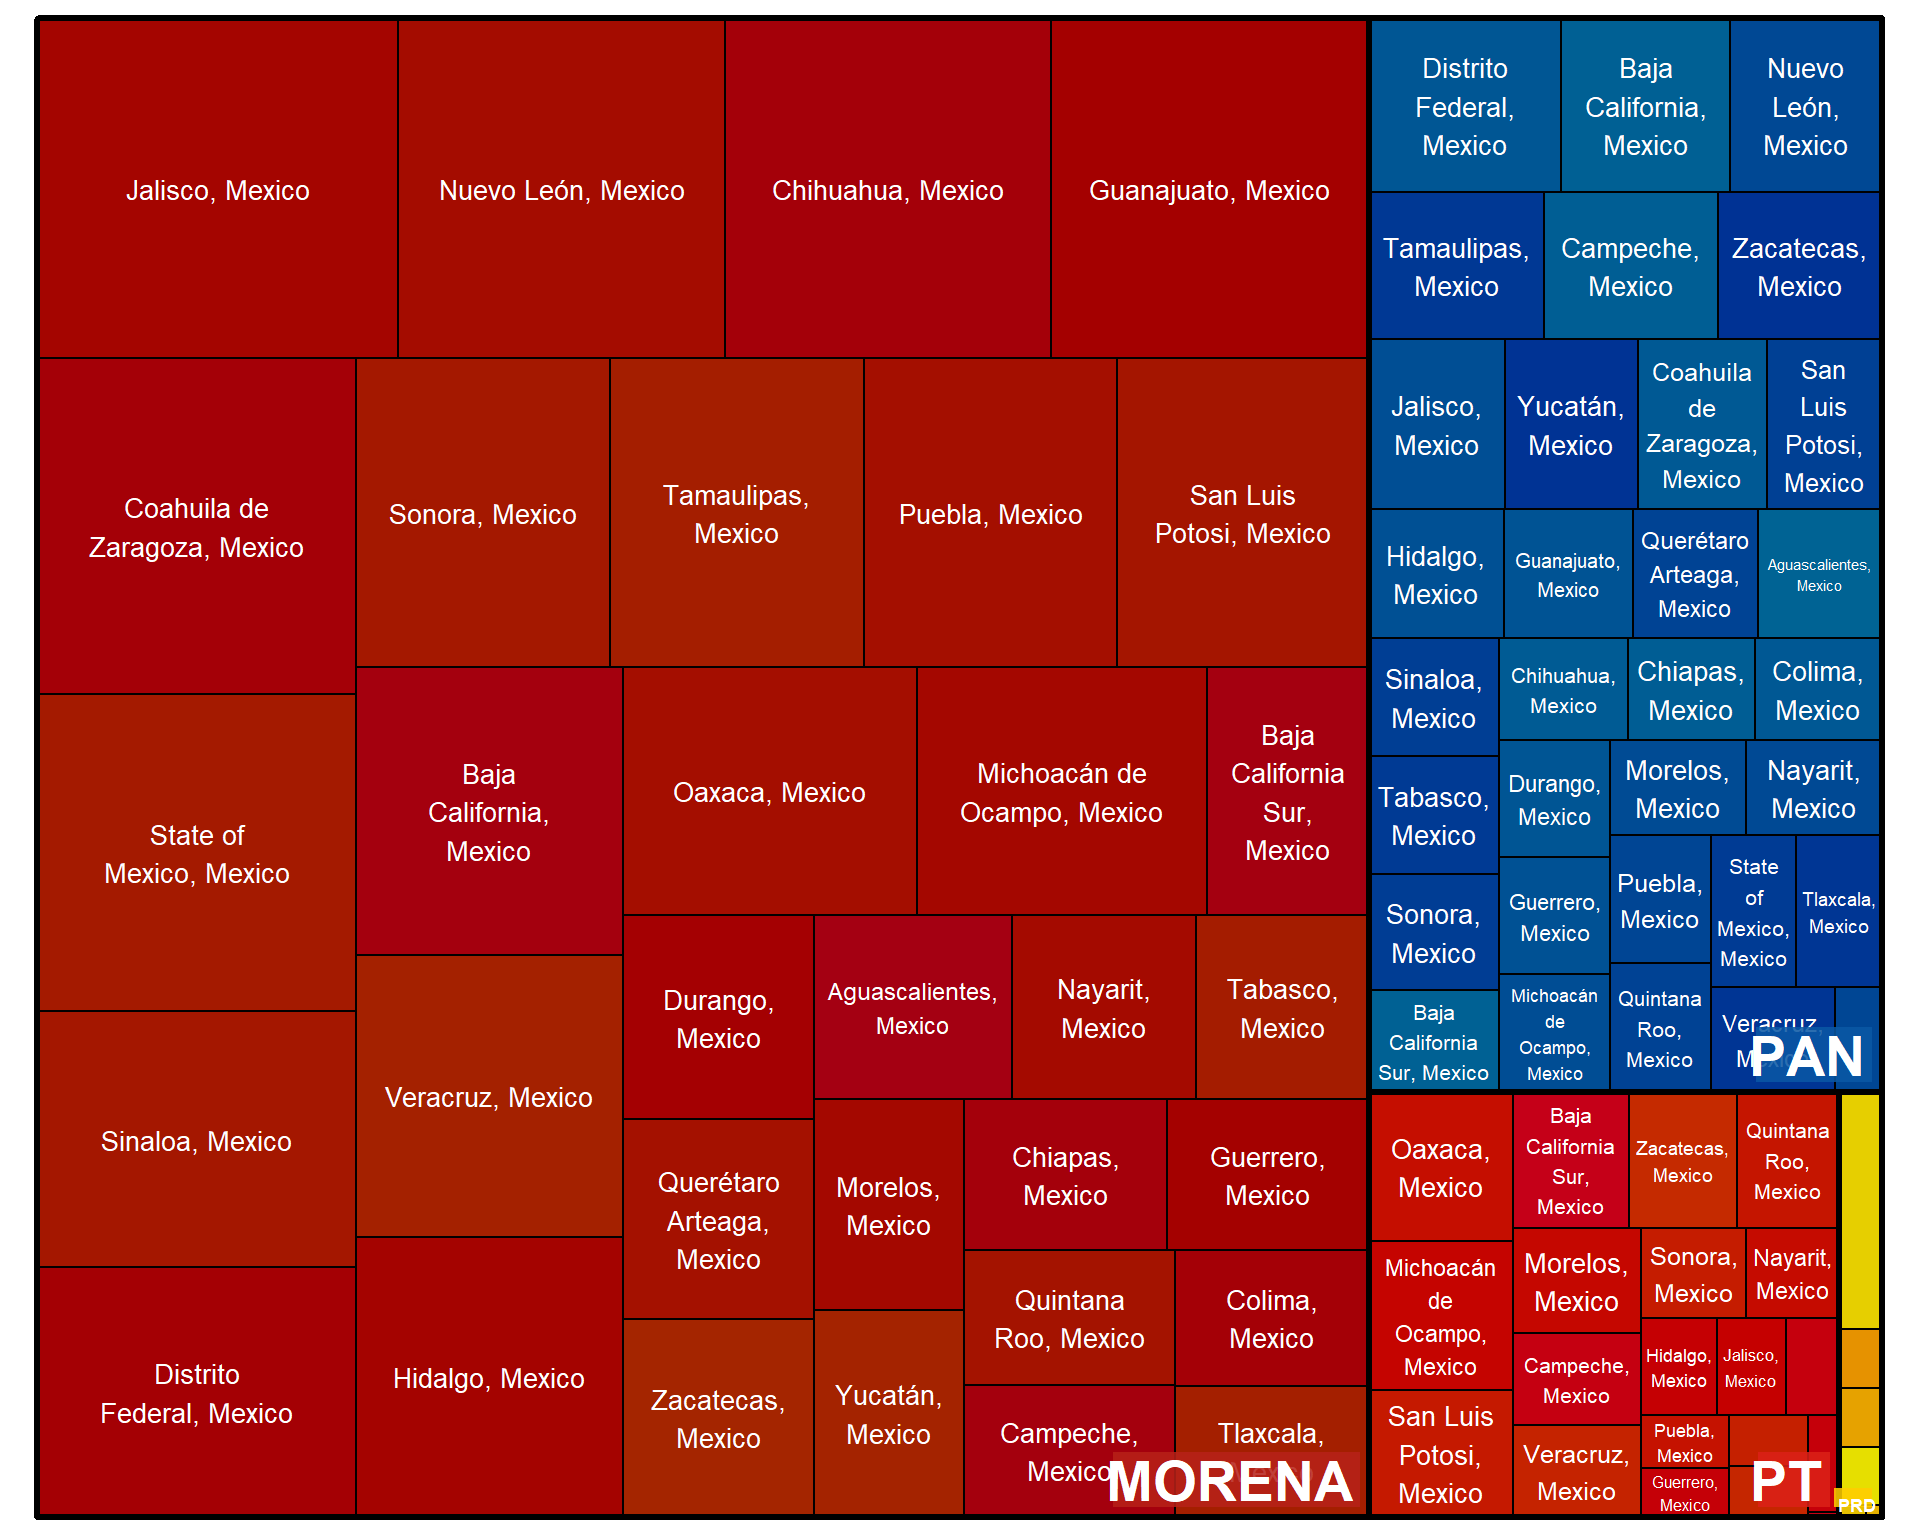 Jalisco, Mexico
Nuevo León, Mexico
Chihuahua, Mexico
Guanajuato, Mexico
Coahuila de
Zaragoza, Mexico
Sonora, Mexico
Tamaulipas,
Mexico
Puebla, Mexico
San Luis
Potosi, Mexico
State of
Mexico, Mexico
Sinaloa, Mexico
Distrito
Federal, Mexico
Baja
California,
Mexico
Veracruz, Mexico
Hidalgo, Mexico
Oaxaca, Mexico
Michoacán de
Ocampo, Mexico
Baja
California
Sur,
Mexico
Durango,
Mexico
Aguascalientes,
Mexico
Nayarit,
Mexico
Tabasco,
Mexico
Querétaro
Arteaga,
Mexico
Zacatecas,
Mexico
Morelos,
Mexico
Yucatán,
Mexico
Chiapas,
Mexico
Guerrero,
Mexico
Quintana
Roo, Mexico
Colima,
Mexico
Campeche,
Mexico
Tlaxcala,
Mexico
MORENA
Distrito
Federal,
Mexico
Baja
California,
Mexico
Nuevo
León,
Mexico
Tamaulipas,
Mexico
Campeche,
Mexico
Zacatecas,
Mexico
Jalisco,
Mexico
Yucatán,
Mexico
Coahuila
de
Zaragoza,
Mexico
San
Luis
Potosi,
Mexico
Hidalgo,
Mexico
Guanajuato,
Mexico
Querétaro
Arteaga,
Mexico
Aguascalientes,
Mexico
Sinaloa,
Mexico
Chihuahua,
Mexico
Chiapas,
Mexico
Colima,
Mexico
Tabasco,
Mexico
Durango,
Mexico
Morelos,
Mexico
Nayarit,
Mexico
Sonora,
Mexico
Guerrero,
Mexico
Puebla,
Mexico
State
of
Mexico,
Mexico
Tlaxcala,
Mexico
Baja
California
Sur, Mexico
Michoacán
de
Ocampo,
Mexico
Quintana
Roo,
Mexico
Veracruz,
Mexico
PAN
Oaxaca,
Mexico
Baja
California
Sur,
Mexico
Zacatecas,
Mexico
Quintana
Roo,
Mexico
Michoacán
de
Ocampo,
Mexico
Morelos,
Mexico
Sonora,
Mexico
Nayarit,
Mexico
Campeche,
Mexico
Hidalgo,
Mexico
Jalisco,
Mexico
San Luis
Potosi,
Mexico
Veracruz,
Mexico
Puebla,
Mexico
Guerrero,
Mexico
PT
PRD